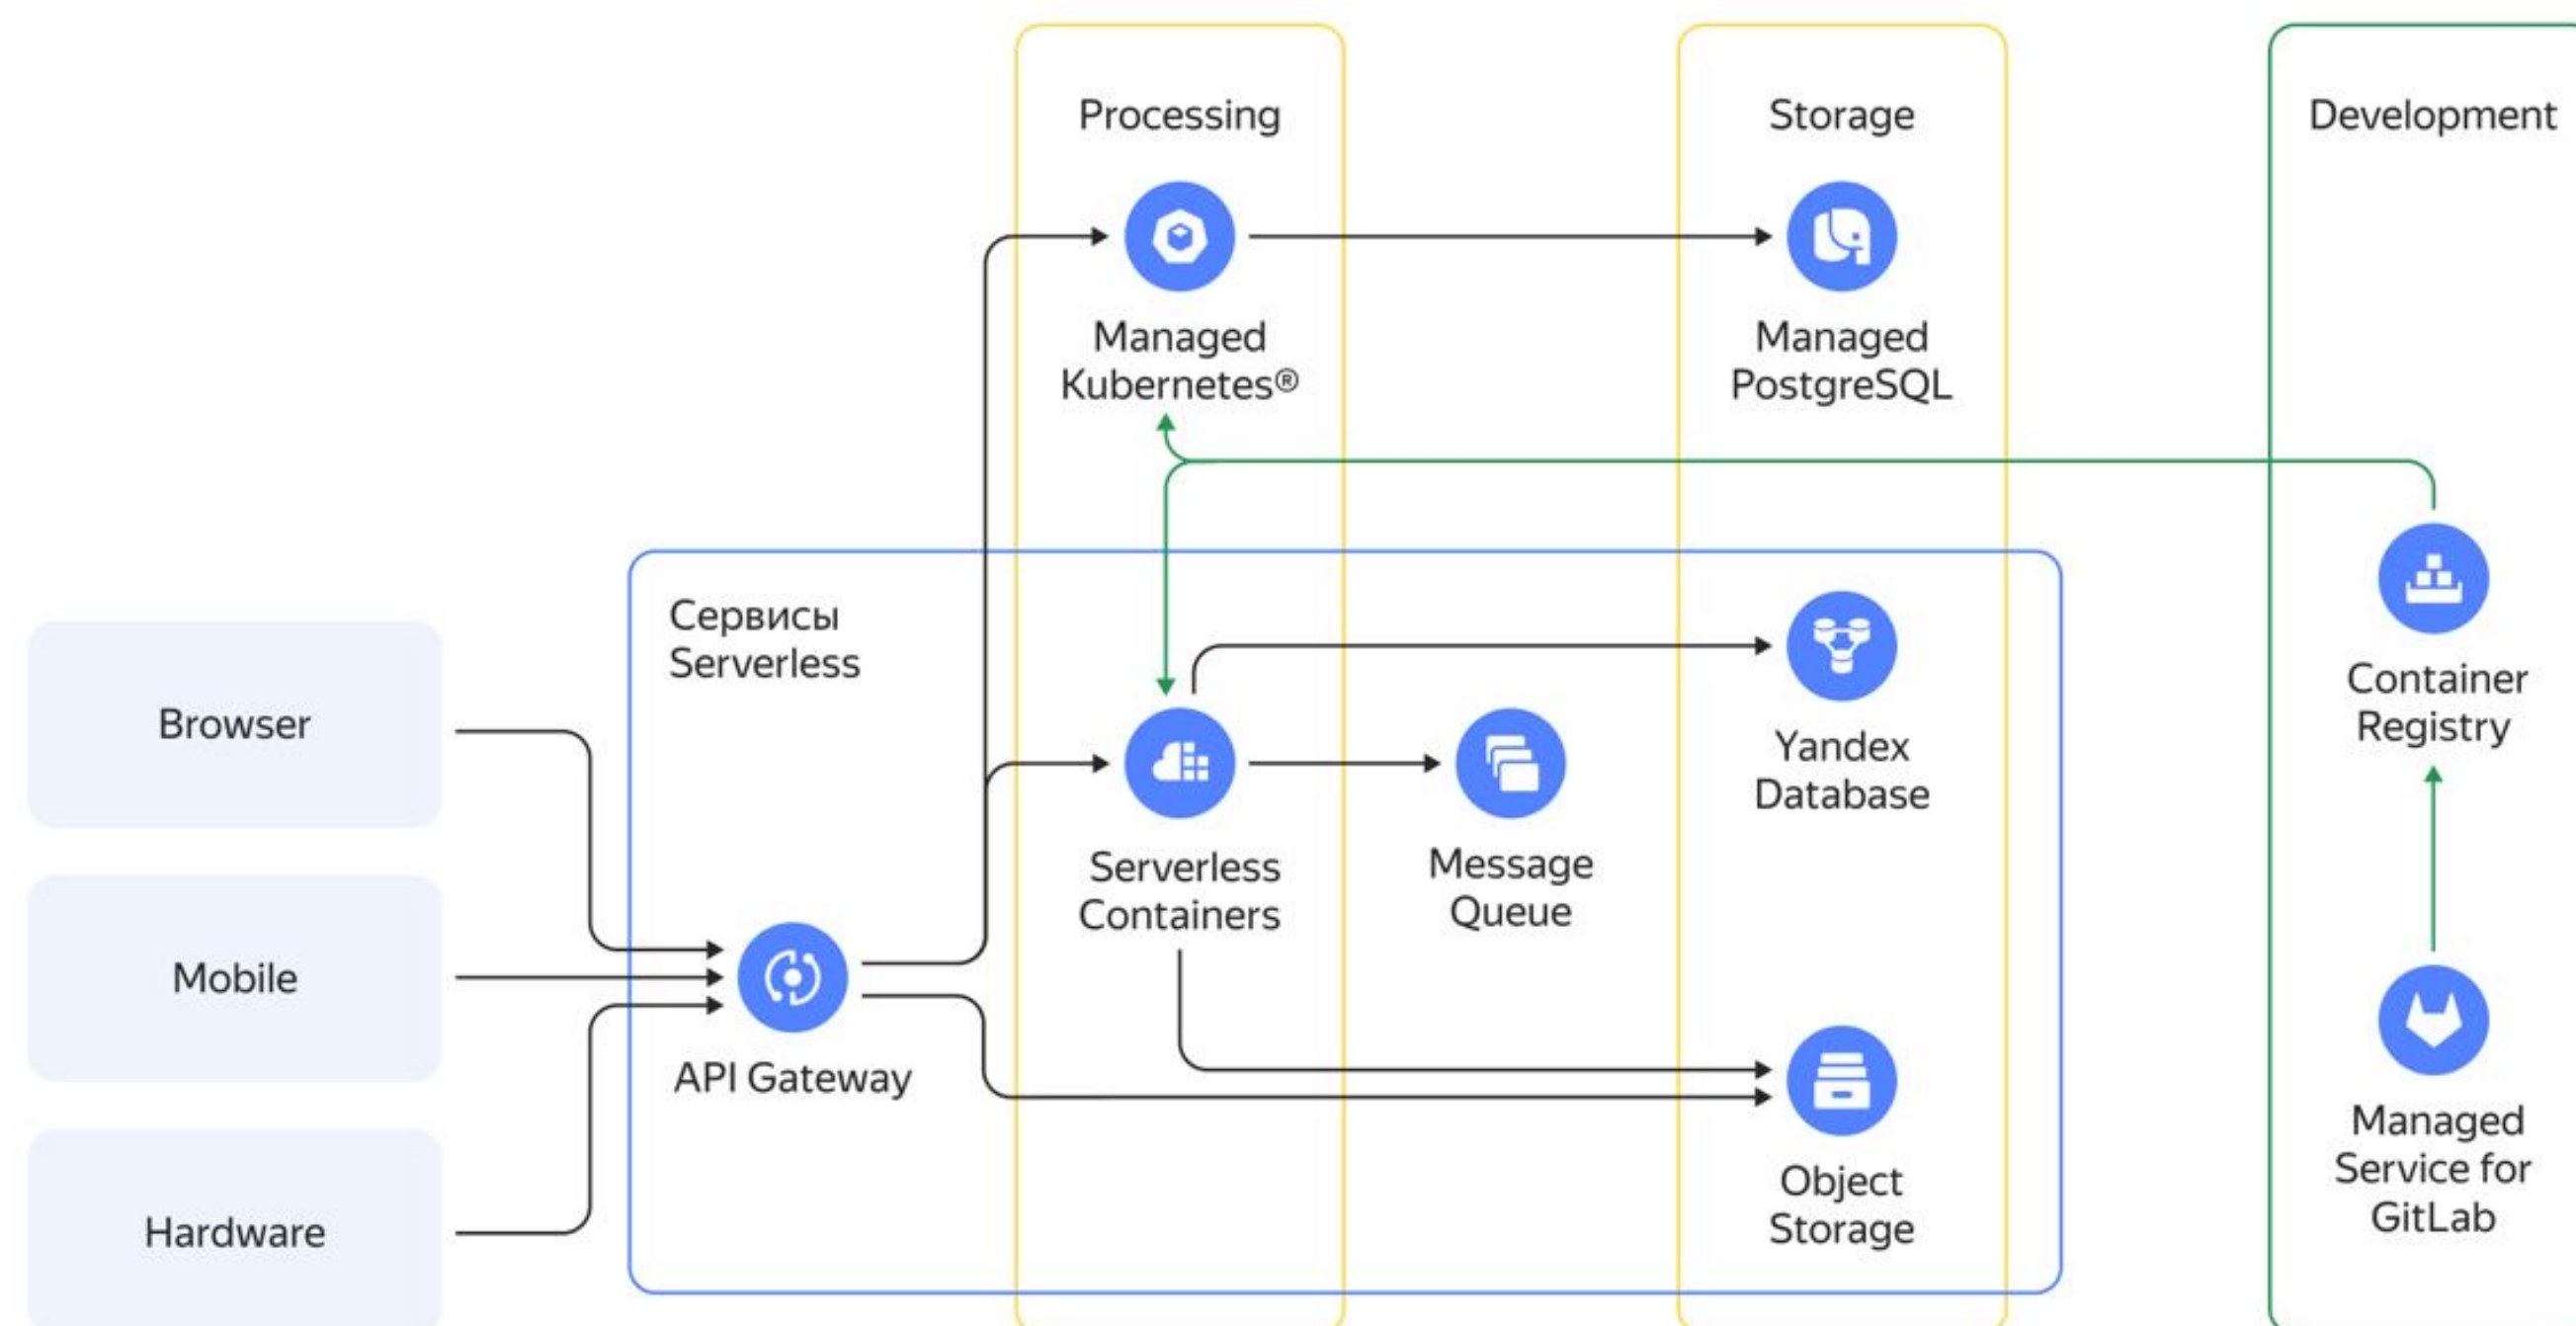 Processing
Storage
Development
Managed
Kubernetes®
Managed
PostgreSQL
Сервисы
Serverless
Browser
Mobile
Hardware
API Gateway
Serverless
Containers
Message
Queue
Yandex
Database
Object
Storage
Container
Registry
Managed
Service for
GitLab